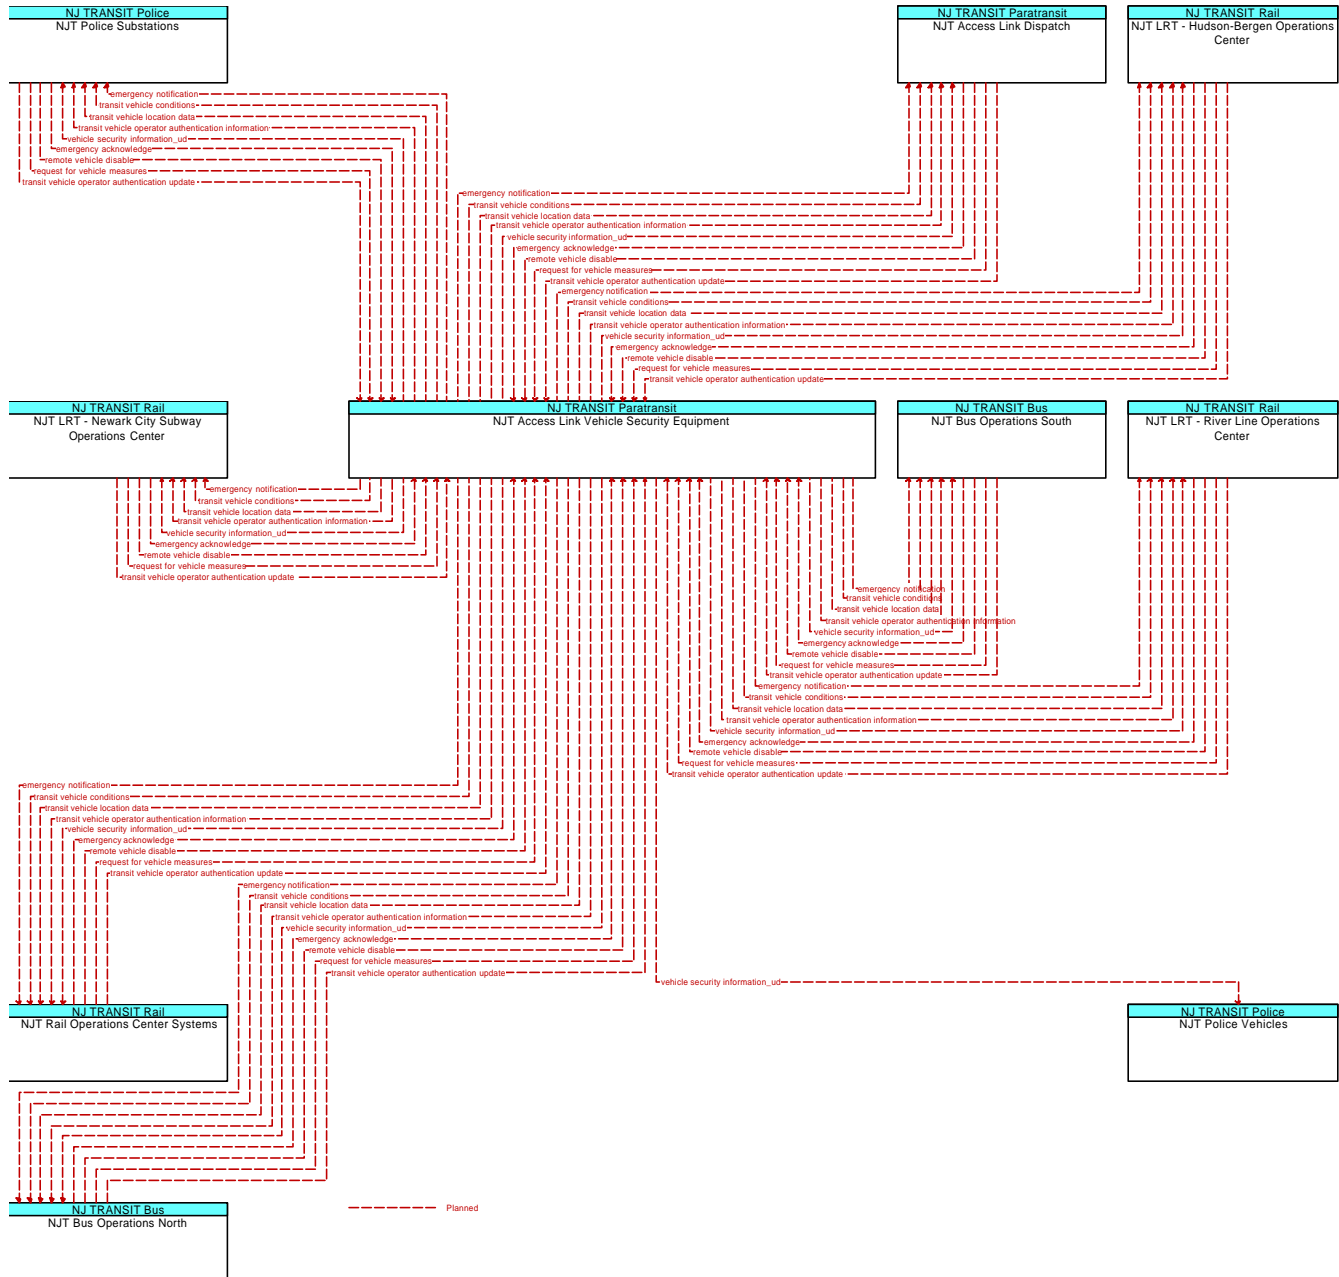 NJ TRANSIT Police
NJT Police Substations
NJ TRANSIT Paratransit
NJT Access Link Dispatch
NJ TRANSIT Rail
NJT LRT - Hudson-Bergen Operations
Center
emergency notification
transit vehicle conditions
transit vehicle location data
transit vehicle operator authentication information
vehicle security information_ud
emergency acknowledge
remote vehicle disable
request for vehicle measures
transit vehicle operator authentication update
emergency notification
transit vehicle conditions
transit vehicle location data
transit vehicle operator authentication information
vehicle security information_ud
emergency acknowledge
remote vehicle disable
request for vehicle measures
transit vehicle operator authentication update
emergency notification
transit vehicle conditions
transit vehicle location data
transit vehicle operator authentication information
vehicle security information_ud
emergency acknowledge
remote vehicle disable
request for vehicle measures
transit vehicle operator authentication update
NJ TRANSIT Rail
NJT LRT - Newark City Subway
Operations Center
NJ TRANSIT Paratransit
NJT Access Link Vehicle Security Equipment
NJ TRANSIT Bus
NJT Bus Operations South
NJ TRANSIT Rail
NJT LRT - River Line Operations
Center
emergency notification
transit vehicle conditions
transit vehicle location data
transit vehicle operator authentication information
vehicle security information_ud
emergency acknowledge
remote vehicle disable
request for vehicle measures
transit vehicle operator authentication update
emergency notification
transit vehicle conditions
transit vehicle location data
transit vehicle operator authentication information
vehicle security information_ud
emergency acknowledge
remote vehicle disable
request for vehicle measures
transit vehicle operator authentication update
emergency notification
transit vehicle conditions
transit vehicle location data
transit vehicle operator authentication information
vehicle security information_ud
emergency acknowledge
remote vehicle disable
request for vehicle measures
transit vehicle operator authentication update
emergency notification
transit vehicle conditions
transit vehicle location data
transit vehicle operator authentication information
vehicle security information_ud
emergency acknowledge
remote vehicle disable
request for vehicle measures
transit vehicle operator authentication update
emergency notification
transit vehicle conditions
transit vehicle location data
transit vehicle operator authentication information
vehicle security information_ud
emergency acknowledge
remote vehicle disable
request for vehicle measures
transit vehicle operator authentication update
vehicle security information_ud
NJ TRANSIT Rail
NJT Rail Operations Center Systems
NJ TRANSIT Police
NJT Police Vehicles
NJ TRANSIT Bus
NJT Bus Operations North
Planned